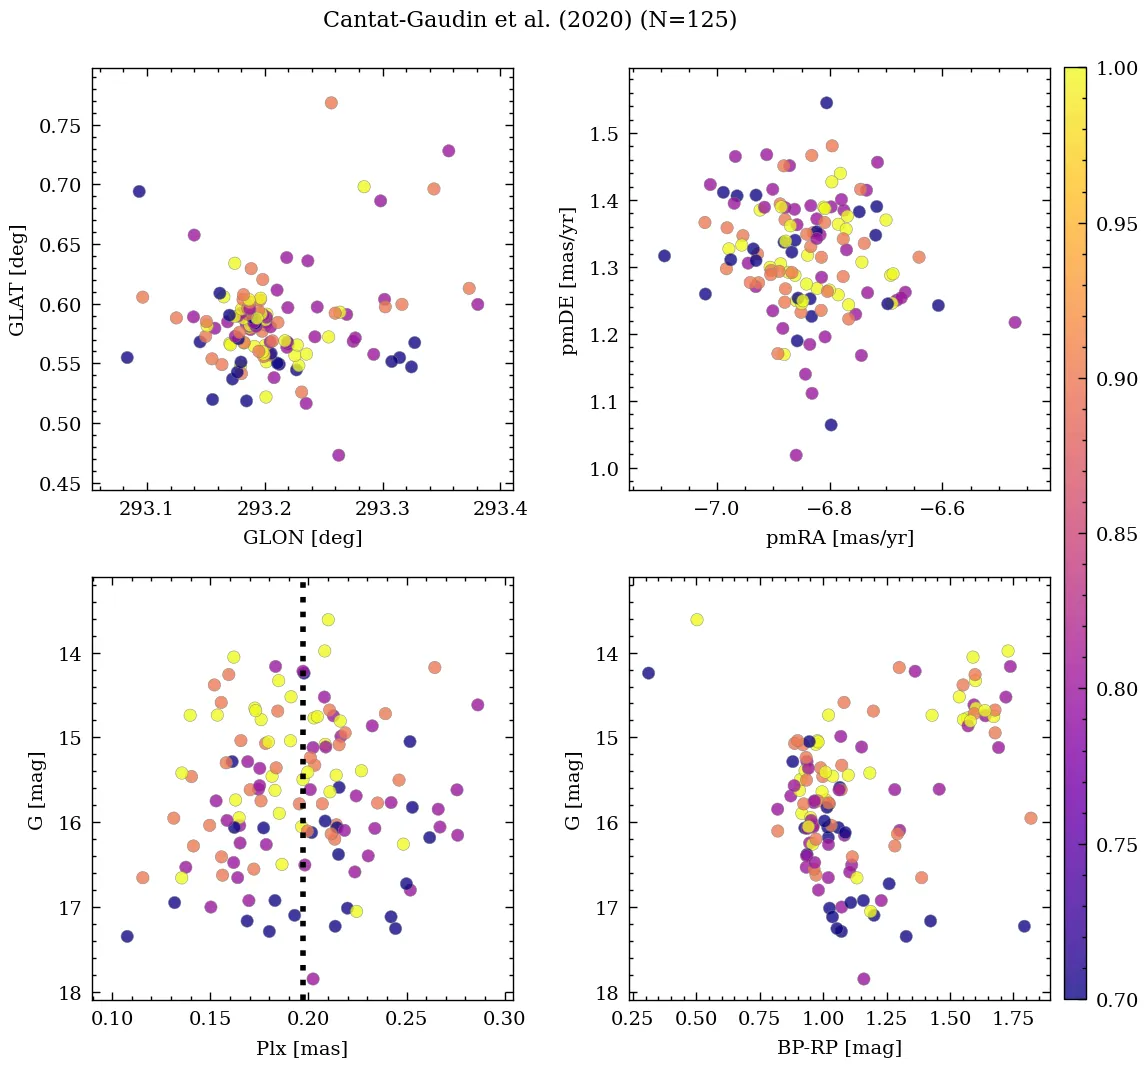 Cantat-Gaudin et al. (2020) (N=125)
0.75
0.70
0.65
0.60
0.55
0.50
0.45
GLAT [deg]
293.1 293.2 293.3 293.4
GLON [deg]
1.5
1.4
1.3
1.2
1.1
1.0
pmDE [mas/yr]
−7.0 −6.8 −6.6
pmRA [mas/yr]
14
15
16
17
18
G [mag]
0.10 0.15 0.20 0.25 0.30
Plx [mas]
14
15
16
17
18
G [mag]
0.25 0.50 0.75 1.00 1.25 1.50 1.75
BP-RP [mag]
1.00
0.95
0.90
0.85
0.80
0.75
0.70